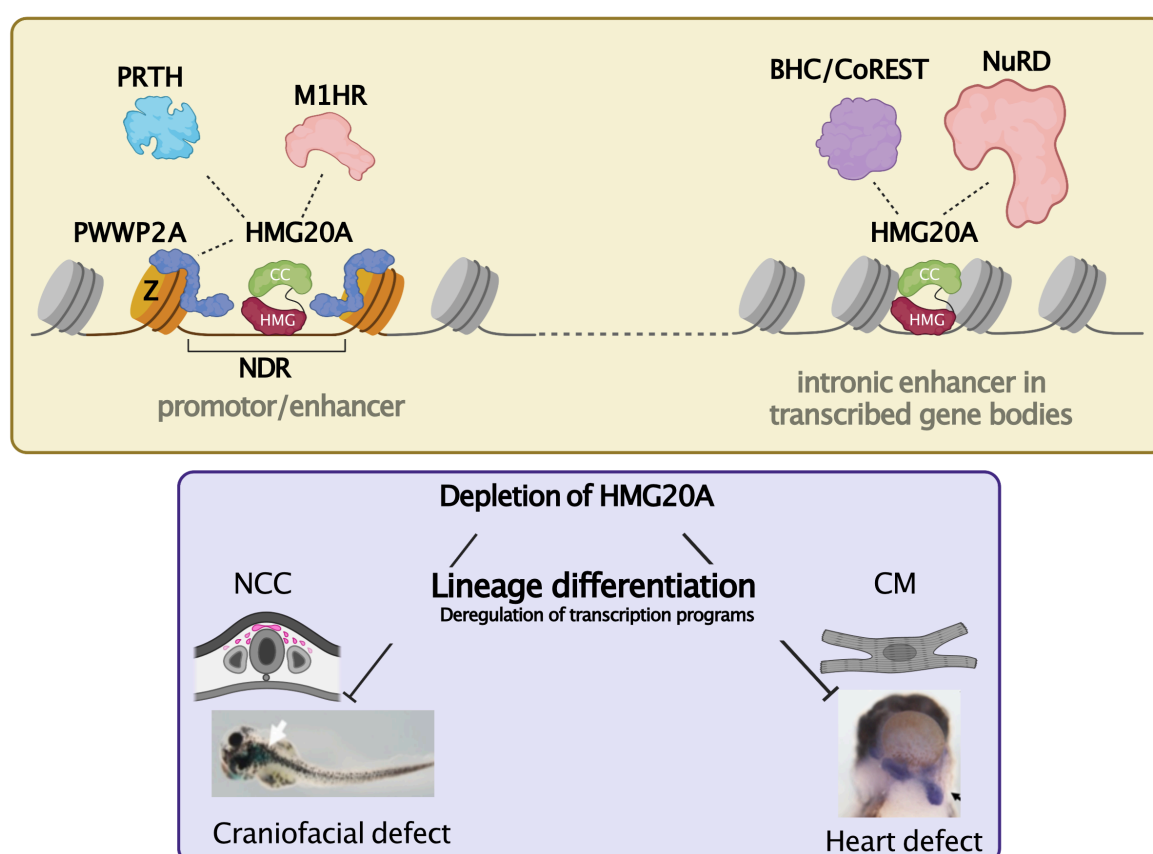 PRTH
M1HR
BHC/CoREST
NuRD
PWWP2A
HMG20A
HMG20A
Z
CC
HMG
CC
HMG
NDR
promotor/enhancer
intronic enhancer in
transcribed gene bodies
Depletion of HMG20A
NCC
Lineage differentiation
Deregulation of transcription programs
CM
Craniofacial defect
Heart defect